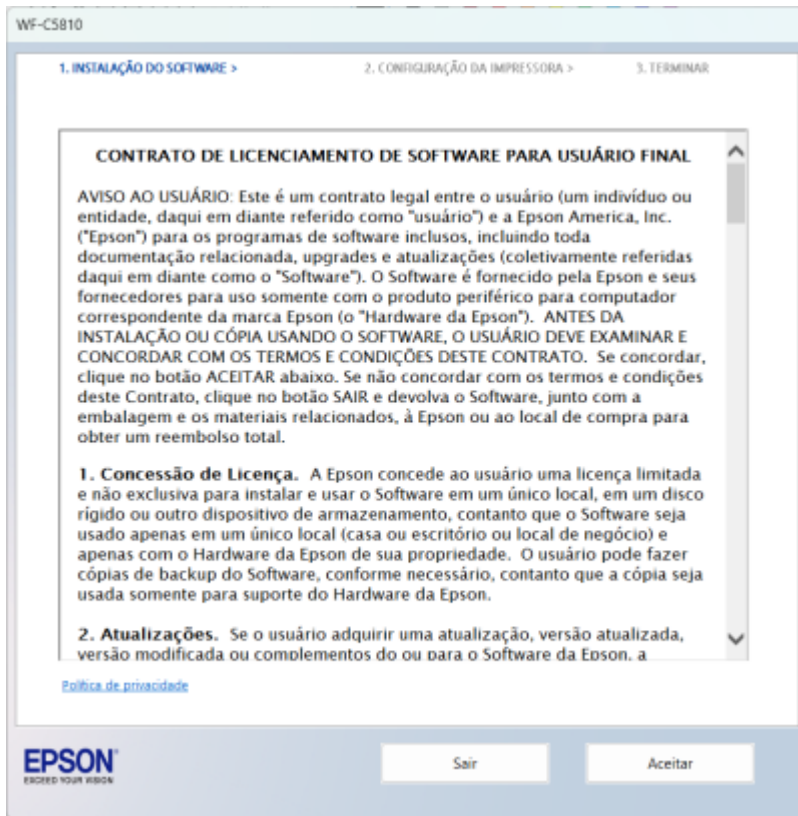 WF-C5810
1. INSTALAÇÃO DO SOFTWARE > 2. CONFIGURAÇÃO DA IMPRESSORA > 3. TERMINAR
CONTRATO DE LICENCIAMENTO DE SOFTWARE PARA USUÁRIO FINAL
AVISO AO USUÁRIO: Este é um contrato legal entre o usuário (um indivíduo ou
entidade, daqui em diante referido como "usuário") e a Epson America, Inc.
("Epson") para os programas de software inclusos, incluindo toda
documentação relacionada, upgrades e atualizações (coletivamente referidas
daqui em diante como o "Software"). O Software é fornecido pela Epson e seus
fornecedores para uso somente com o produto periférico para computador
correspondente da marca Epson (o "Hardware da Epson"). ANTES DA
INSTALAÇÃO OU CÓPIA USANDO O SOFTWARE, O USUÁRIO DEVE EXAMINAR E
CONCORDAR COM OS TERMOS E CONDIÇÕES DESTE CONTRATO. Se concordar,
clique no botão ACEITAR abaixo. Se não concordar com os termos e condições
deste Contrato, clique no botão SAIR e devolva o Software, junto com a
embalagem e os materiais relacionados, à Epson ou ao local de compra para
obter um reembolso total.
1. Concessão de Licença. A Epson concede ao usuário uma licença limitada
e não exclusiva para instalar e usar o Software em um único local, em um disco
rígido ou outro dispositivo de armazenamento, contanto que o Software seja
usado apenas em um único local (casa ou escritório ou local de negócio) e
apenas com o Hardware da Epson de sua propriedade. O usuário pode fazer
cópias de backup do Software, conforme necessário, contanto que a cópia seja
usada somente para suporte do Hardware da Epson.
2. Atualizações. Se o usuário adquirir uma atualização, versão atualizada,
versão modificada ou complementos do ou para o Software da Epson, a
Política de privacidade
EPSON
EXCEED YOUR VISION
Sair
Aceitar